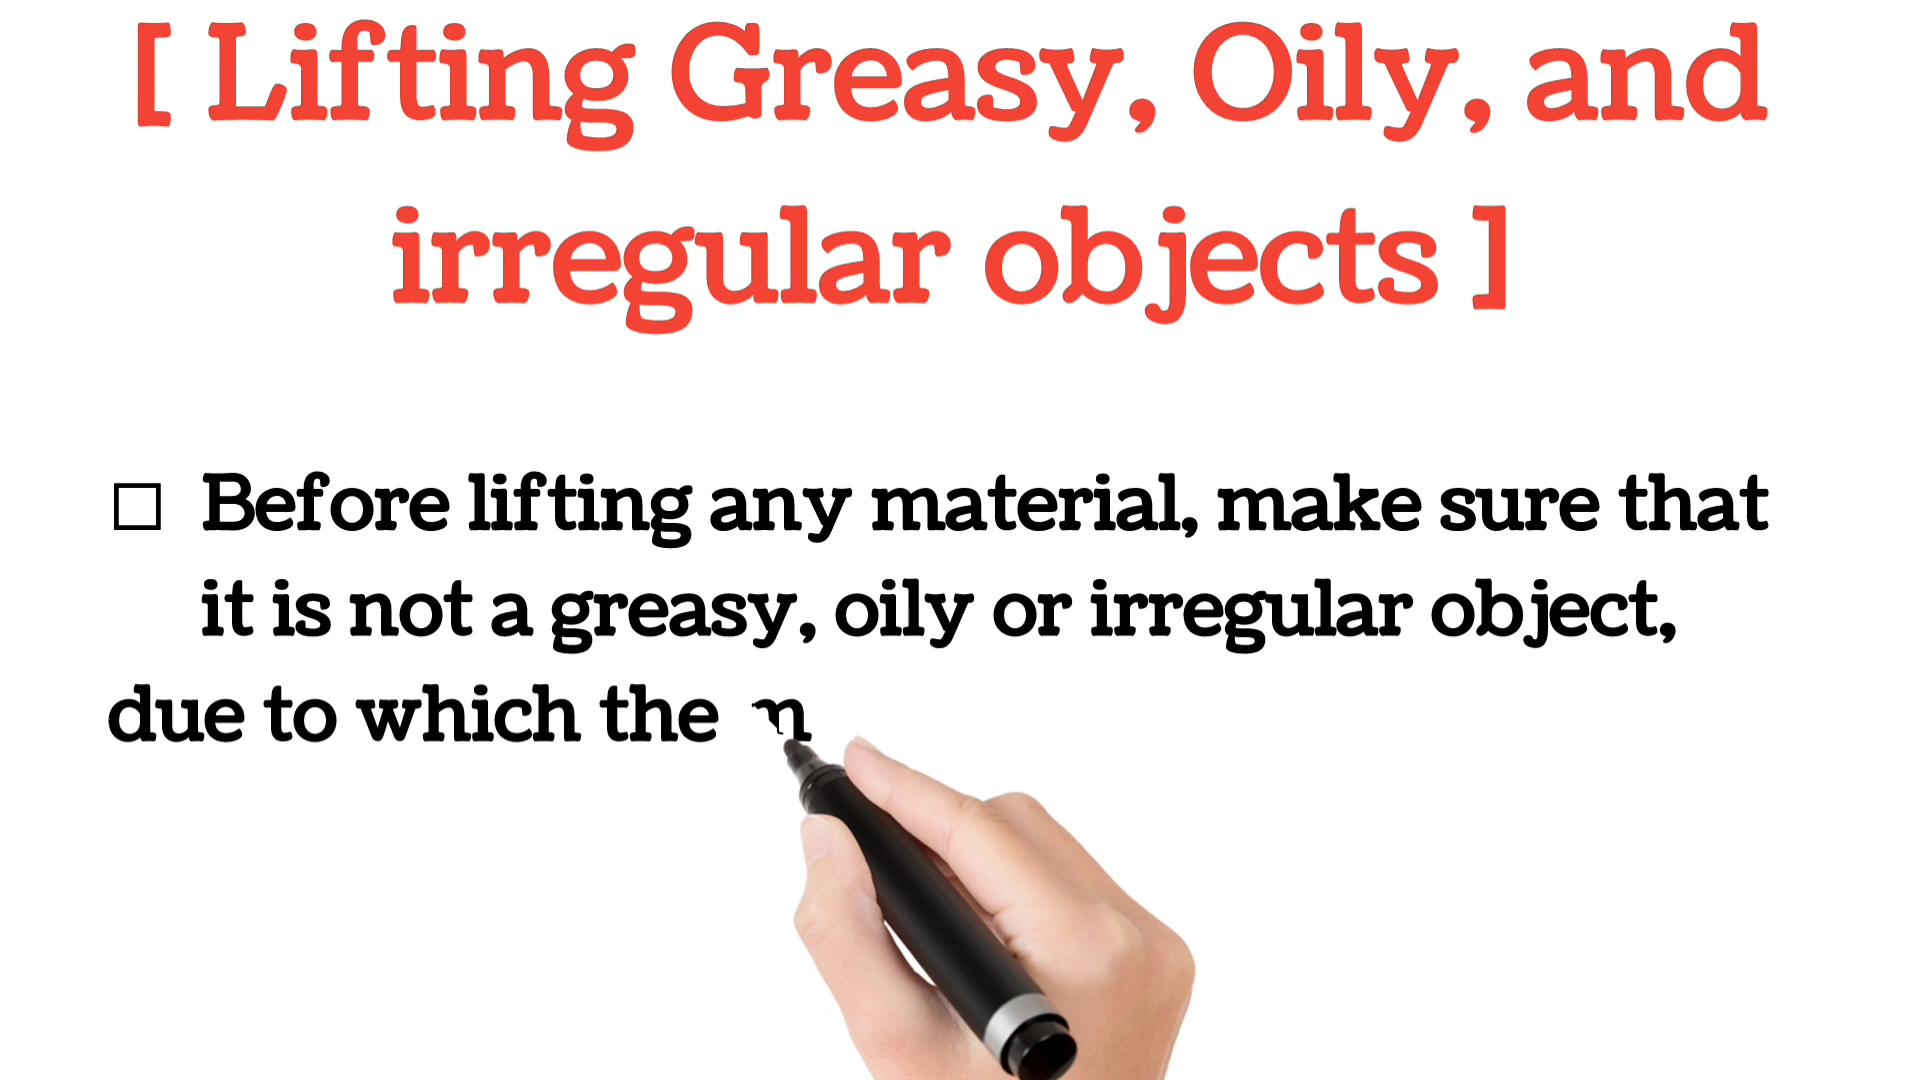 [ Lifting Greasy, Oily, and
irregular objects ]
☐ Before lifting any material, make sure that
it is not a greasy, oily or irregular object,
due to which the